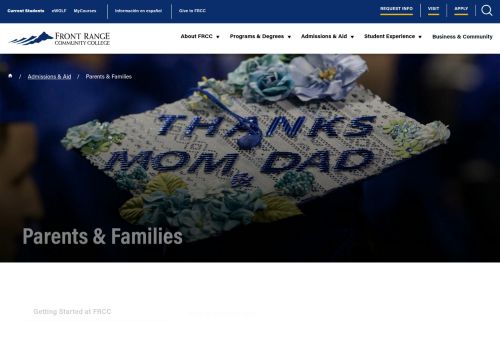 Current Students eWOLF MyCourses Información en español Give to FRCC REQUEST INFO VISIT APPLY
FRONT RANGE
COMMUNITY COLLEGE
About FRCC Programs & Degrees Admissions & Aid Student Experience Business & Community
/ Admissions & Aid / Parents & Families
THANKS
MOM & DAD
Parents & Families
Getting Started at FRCC